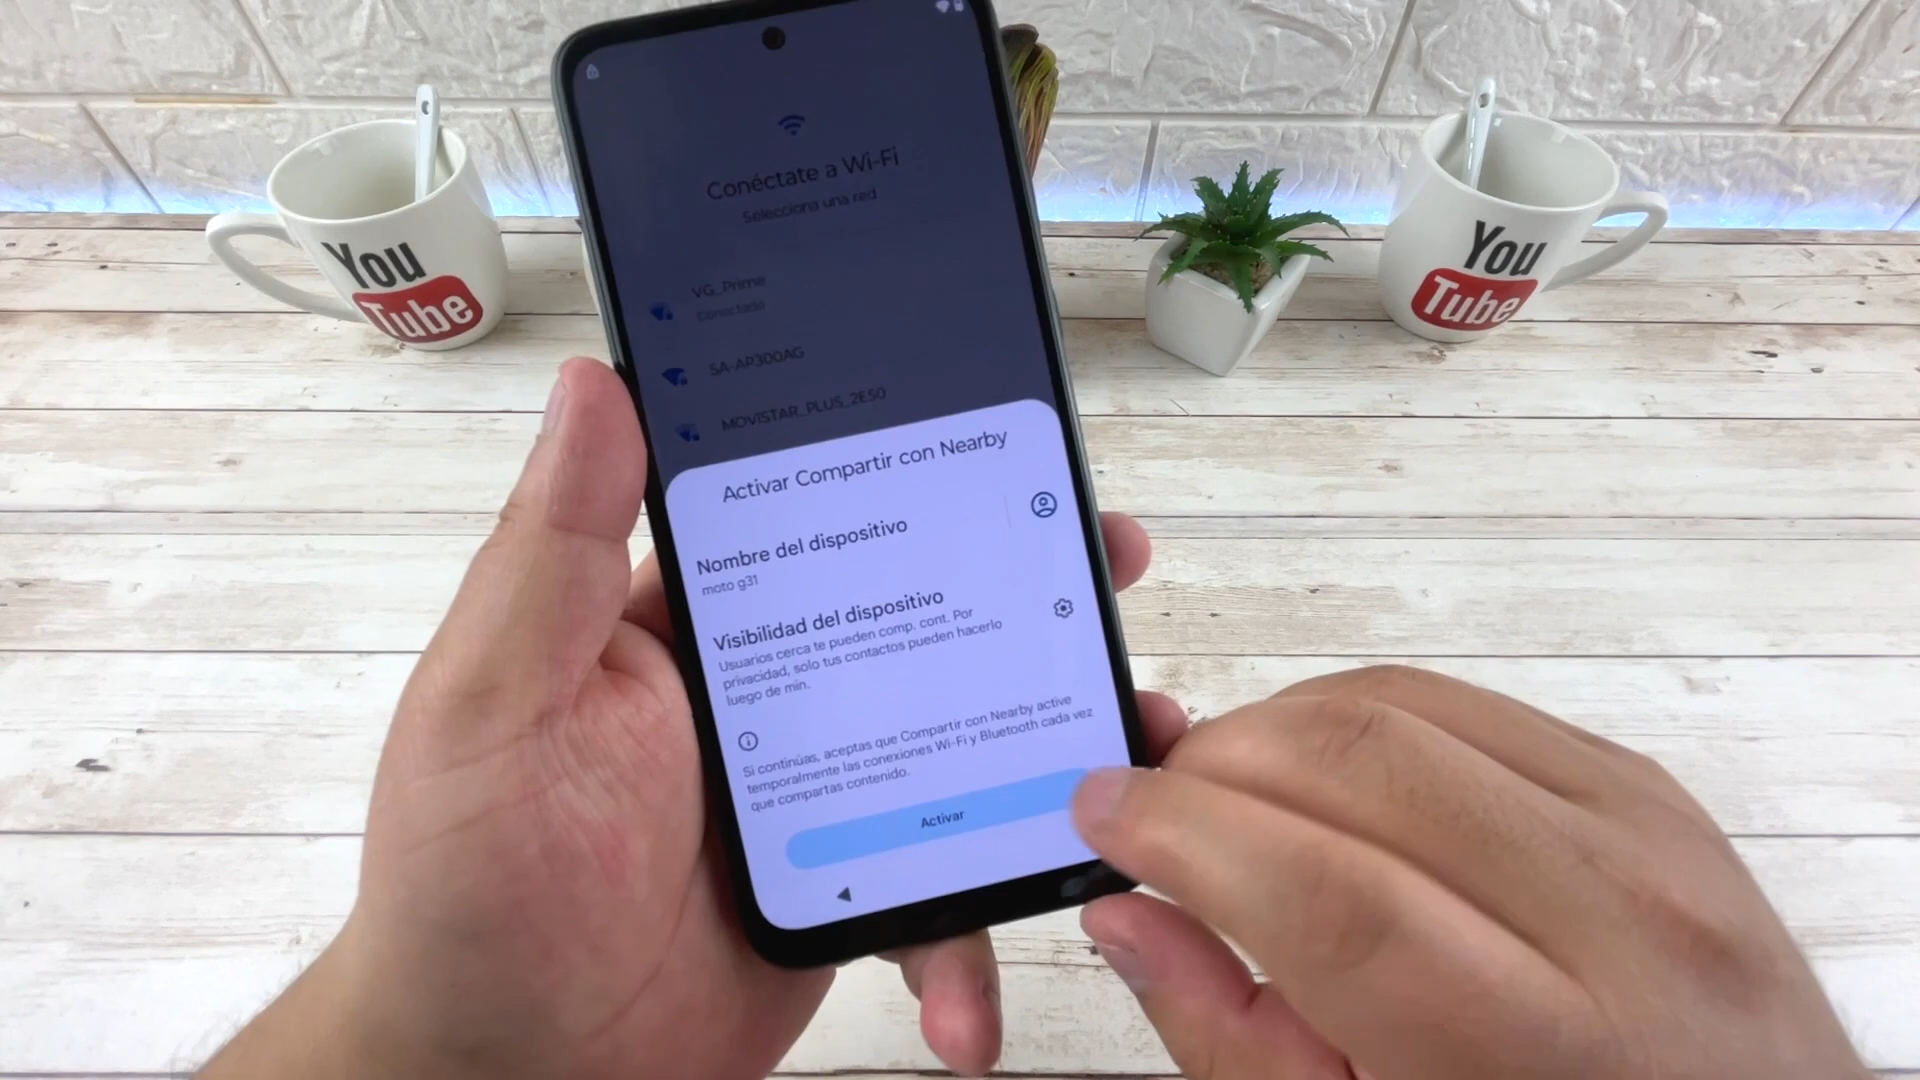 You
Tube
You
Tube
Conéctate a Wi-Fi
Selecciona una red
VG_Prime
Conectado
SA-AP300AG
MOVISTAR_PLUS_2E50
Activar Compartir con Nearby
Nombre del dispositivo
moto g31
Visibilidad del dispositivo
Usuarios cerca te pueden comp. cont. Por
privacidad, solo tus contactos pueden hacerlo
luego de min.
Si continúas, aceptas que Compartir con Nearby active
temporalmente las conexiones Wi-Fi y Bluetooth cada vez
que compartas contenido.
Activar